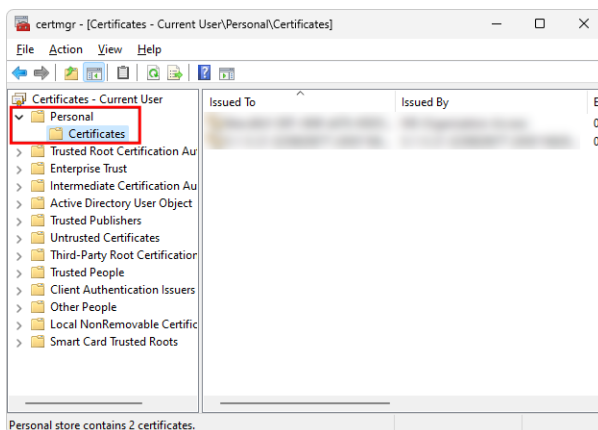 certmgr - [Certificates - Current User\Personal\Certificates]
File Action View Help
Certificates - Current User
Personal
Certificates
Trusted Root Certification Au
Enterprise Trust
Intermediate Certification Au
Active Directory User Object
Trusted Publishers
Untrusted Certificates
Third-Party Root Certification
Trusted People
Client Authentication Issuers
Other People
Local NonRemovable Certific
Smart Card Trusted Roots
Issued To Issued By E
0
0
Personal store contains 2 certificates.